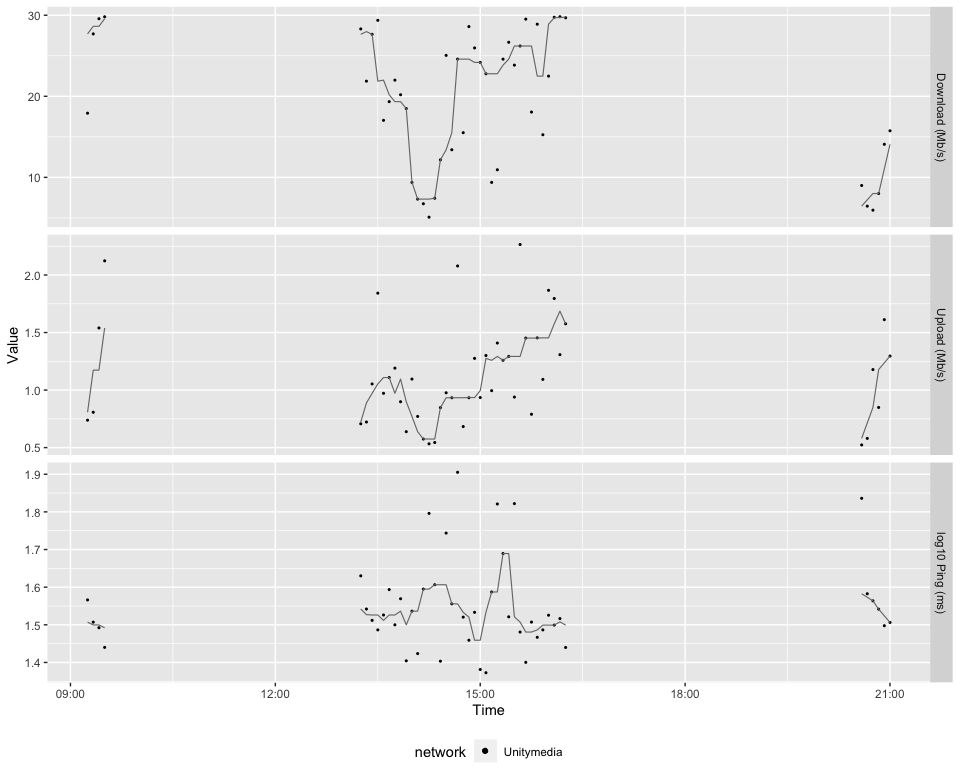 30
20
10
Download (Mb/s)
2.0
1.5
1.0
0.5
Upload (Mb/s)
Value
1.9
1.8
1.7
1.6
1.5
1.4
log10 Ping (ms)
09:00 12:00 15:00 18:00 21:00
Time
network Unitymedia